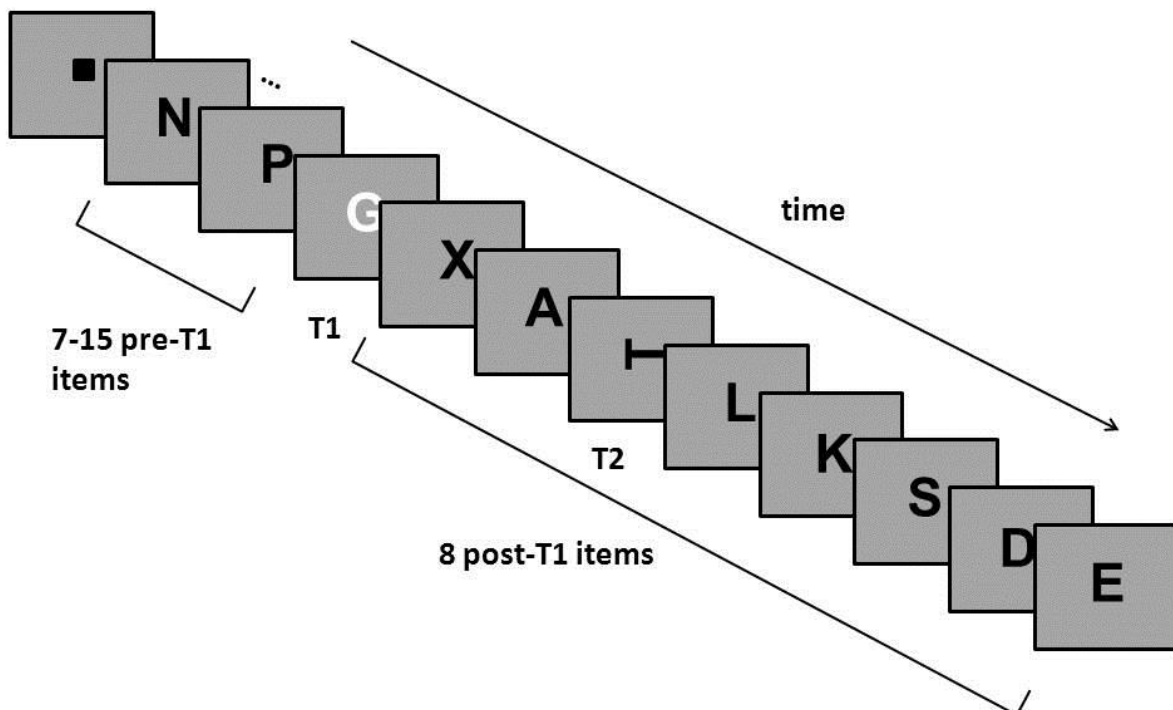 N
...
P
G
X
time
A
7-15 pre-T1
items
T1
⊢
L
T2
K
S
8 post-T1 items
D
E